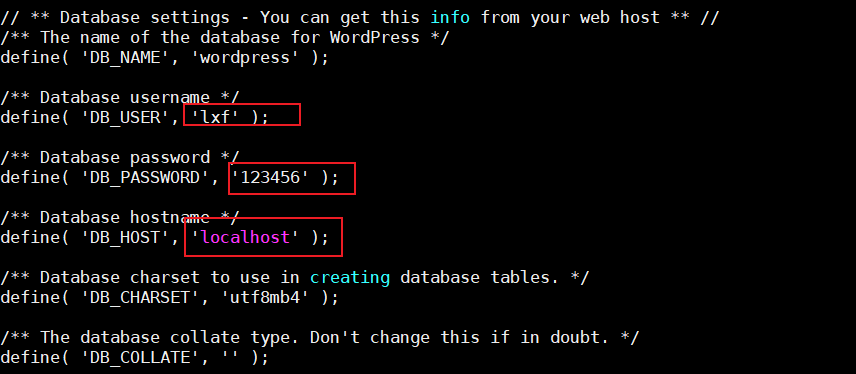 // ** Database settings - You can get this info from your web host ** //
/** The name of the database for WordPress */
define( 'DB_NAME', 'wordpress' );
/** Database username */
define( 'DB_USER', 'lxf' );
/** Database password */
define( 'DB_PASSWORD', '123456' );
/** Database hostname */
define( 'DB_HOST', 'localhost' );
/** Database charset to use in creating database tables. */
define( 'DB_CHARSET', 'utf8mb4' );
/** The database collate type. Don't change this if in doubt. */
define( 'DB_COLLATE', '' );